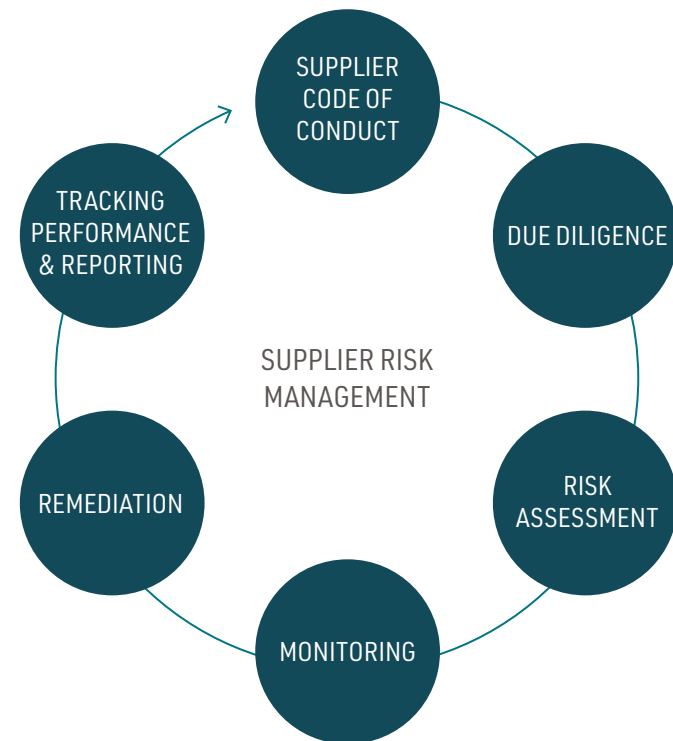 SUPPLIER
CODE OF
CONDUCT
DUE DILIGENCE
RISK
ASSESSMENT
MONITORING
REMEDIATION
TRACKING
PERFORMANCE
& REPORTING
SUPPLIER RISK
MANAGEMENT